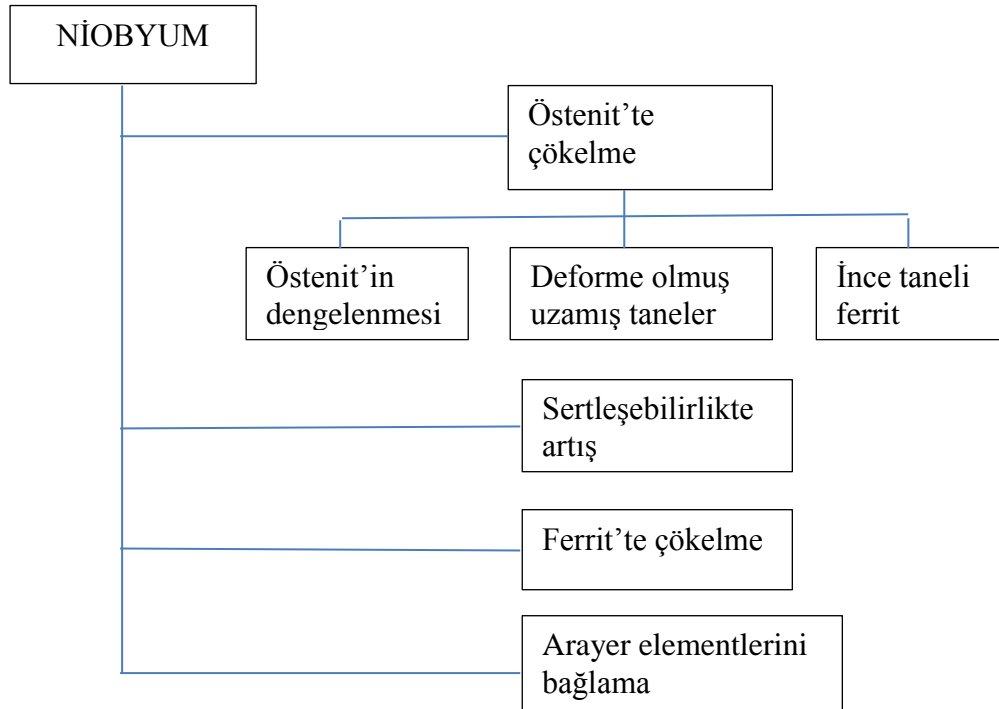 NİOBYUM
Östenit’te
çökelme
Östenit’in
dengelenmesi
Deforme olmuş
uzamış taneler
İnce taneli
ferrit
Sertleşebilirlikte
artış
Ferrit’te çökelme
Arayer elementlerini
bağlama